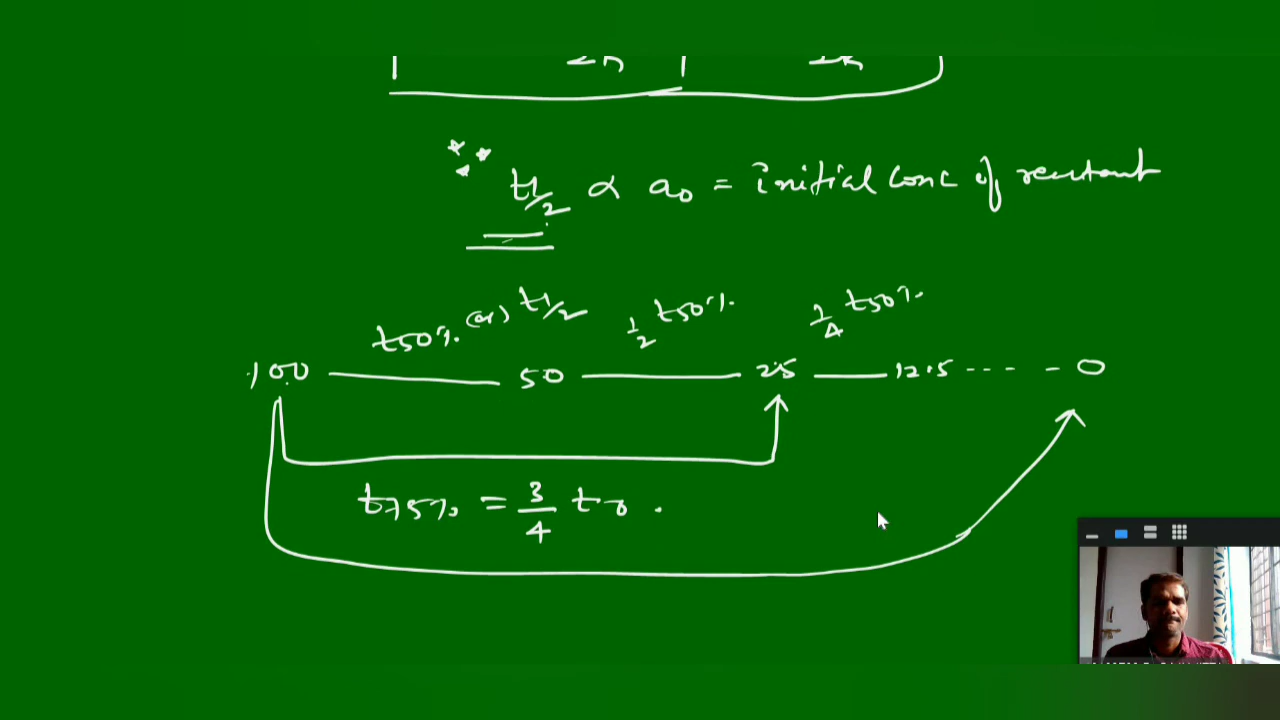 t1/2 ∝ a0 = initial conc of reactant
t50% (or) t1/2 1/2 t50% 1/4 t50%
100 — 50 — 25 — 12.5 ---- 0
t75% = 3/4 t